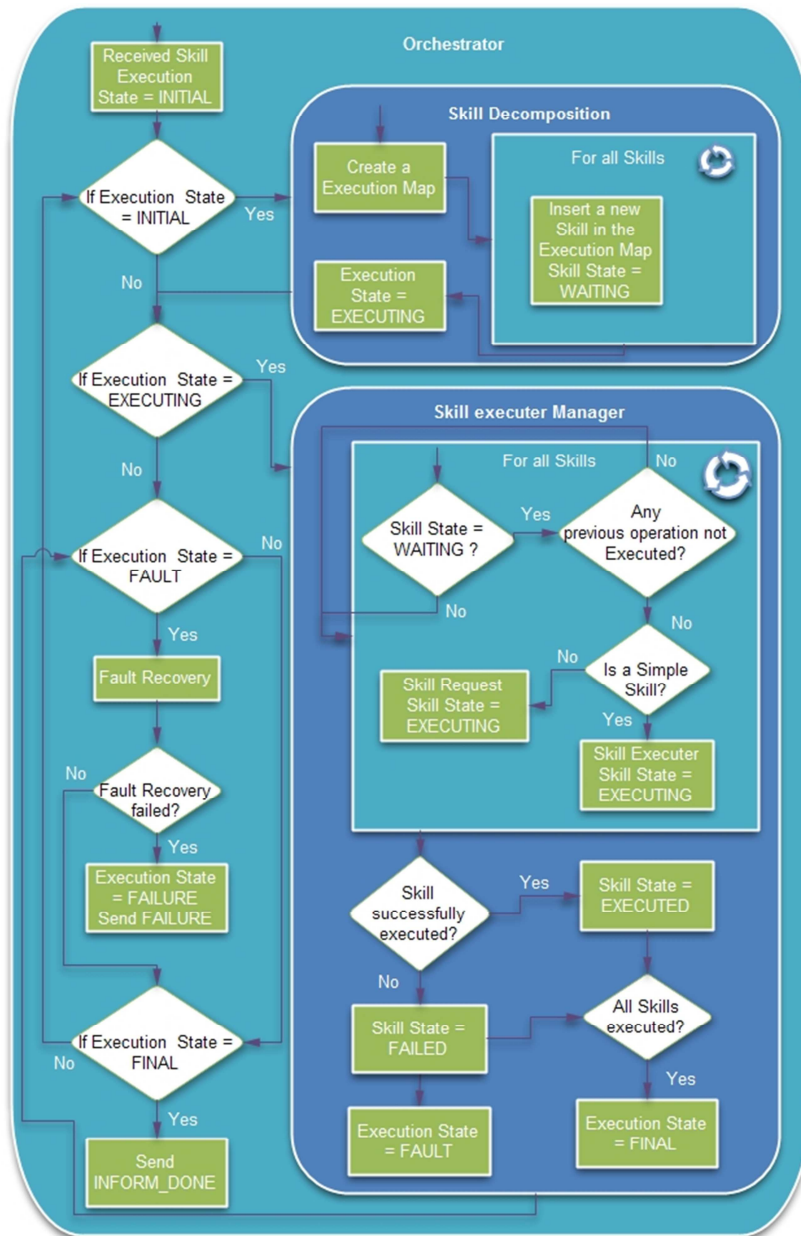 Orchestrator
Received Skill
Execution
State = INITIAL
If Execution State
= INITIAL
Yes
No
Skill Decomposition
Create a
Execution Map
For all Skills
Insert a new
Skill in the
Execution Map
Skill State =
WAITING
Execution
State =
EXECUTING
If Execution State =
EXECUTING
Yes
No
Skill executer Manager
For all Skills
No
Skill State =
WAITING ?
Yes
No
Any
previous operation not
Executed?
No
Is a Simple
Skill?
No
Yes
Skill Request
Skill State =
EXECUTING
Skill Executer
Skill State =
EXECUTING
If Execution State =
FAULT
No
Yes
Fault Recovery
Fault Recovery
failed?
No
Yes
Execution State
= FAILURE
Send FAILURE
Skill
successfully
executed?
Yes
No
Skill State =
EXECUTED
Skill State =
FAILED
All Skills
executed?
Yes
Execution State
= FAULT
Execution State
= FINAL
If Execution State =
FINAL
No
Yes
Send
INFORM_DONE